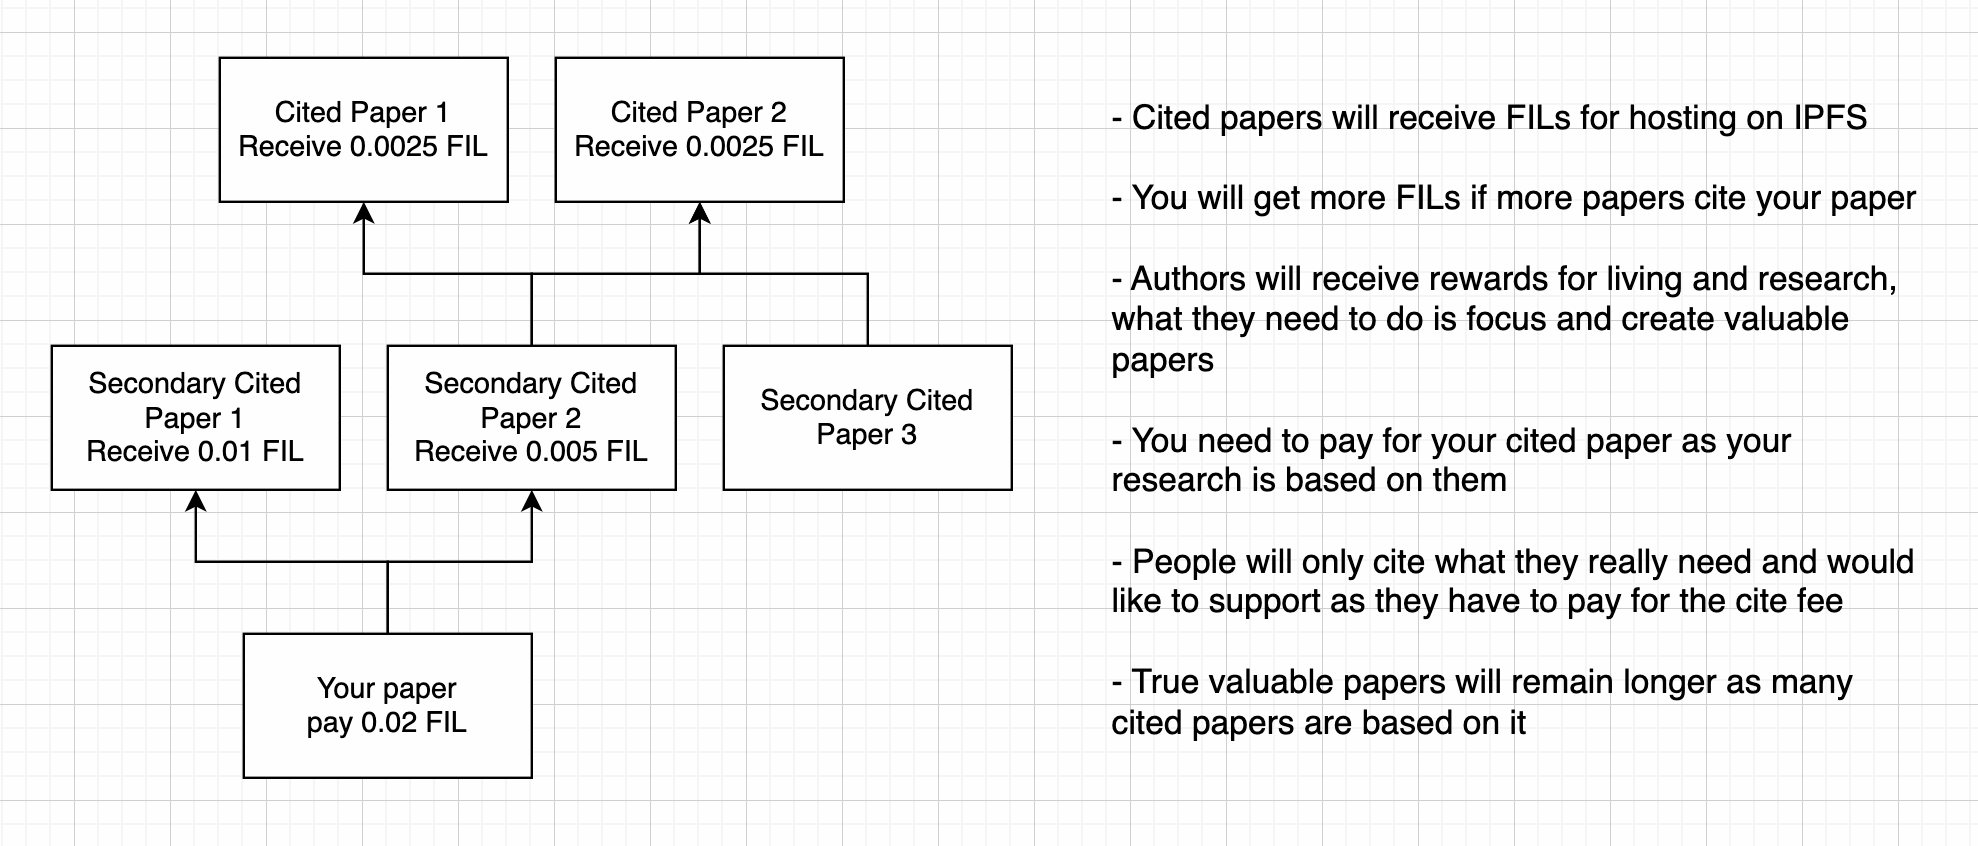 Cited Paper 1
Receive 0.0025 FIL
Cited Paper 2
Receive 0.0025 FIL
Secondary Cited
Paper 1
Receive 0.01 FIL
Secondary Cited
Paper 2
Receive 0.005 FIL
Secondary Cited
Paper 3
Your paper
pay 0.02 FIL
- Cited papers will receive FILs for hosting on IPFS
- You will get more FILs if more papers cite your paper
- Authors will receive rewards for living and research,
what they need to do is focus and create valuable
papers
- You need to pay for your cited paper as your
research is based on them
- People will only cite what they really need and would
like to support as they have to pay for the cite fee
- True valuable papers will remain longer as many
cited papers are based on it